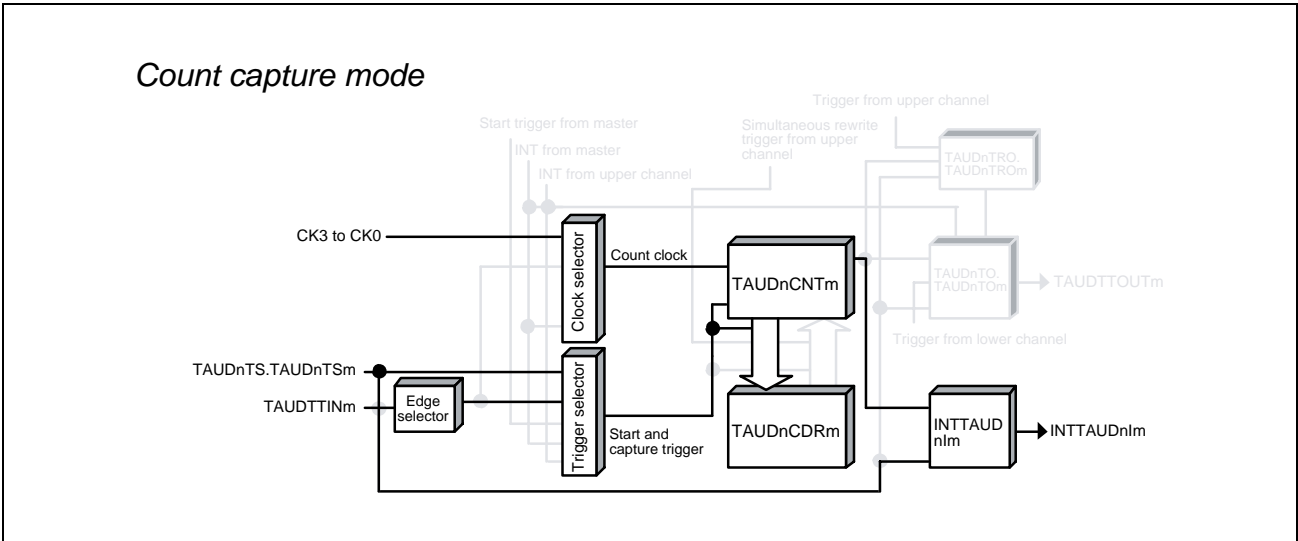 Count capture mode
Trigger from upper channel
Start trigger from master
Simultaneous rewrite
trigger from upper
channel
INT from master
INT from upper channel
TAUDnTRO.
TAUDnTROm
CK3 to CK0
Clock selector
Count clock
TAUDnCNTm
TAUDnTO.
TAUDnTOm
TAUDTTOUTm
Trigger from lower channel
TAUDnTS.TAUDnTSm
TAUDTTINm
Edge
selector
Trigger selector
Start and
capture trigger
TAUDnCDRm
INTTAUD
nIm
INTTAUDnIm